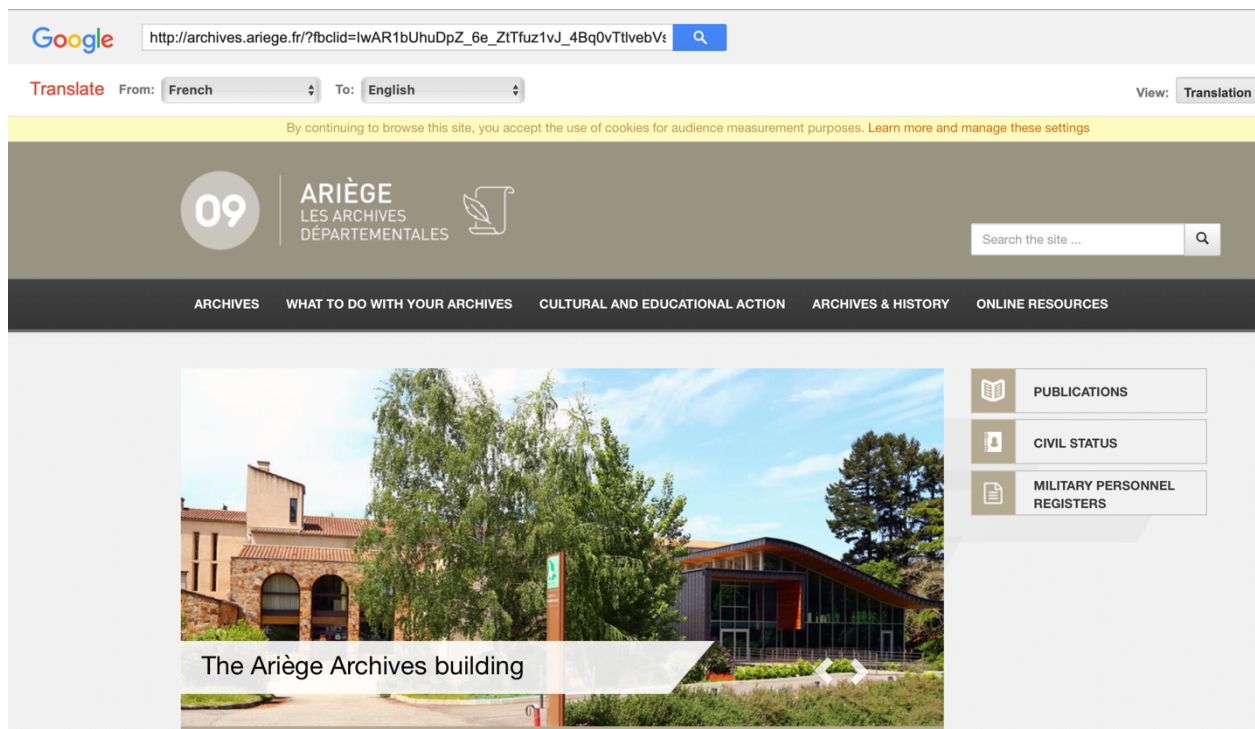 Google
http://archives.ariege.fr/?fbclid=IwAR1bUhuDpZ_6e_ZtTfuz1vJ_4Bq0vTtlvebVs
Translate From: French To: English View: Translation
By continuing to browse this site, you accept the use of cookies for audience measurement purposes. Learn more and manage these settings
09
ARIÈGE
LES ARCHIVES
DÉPARTEMENTALES
Search the site ...
ARCHIVES WHAT TO DO WITH YOUR ARCHIVES CULTURAL AND EDUCATIONAL ACTION ARCHIVES & HISTORY ONLINE RESOURCES
PUBLICATIONS
CIVIL STATUS
MILITARY PERSONNEL
REGISTERS
The Ariège Archives building